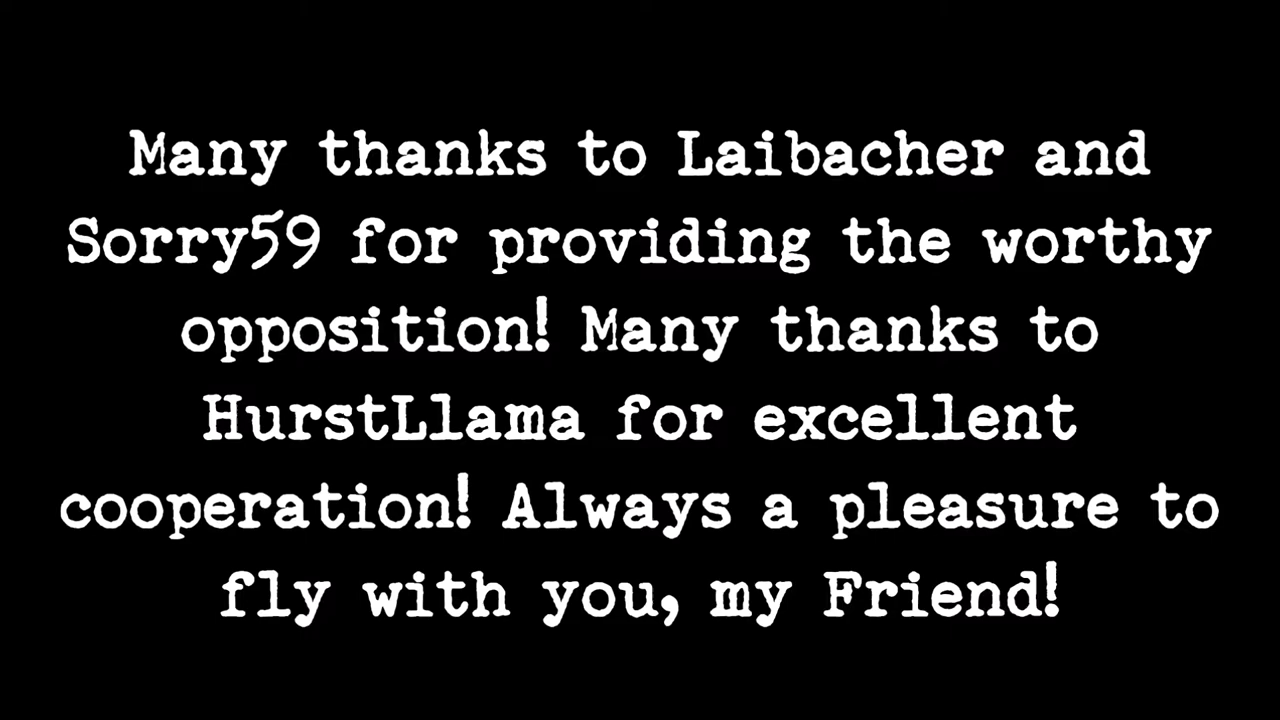 Many thanks to Laibacher and
Sorry59 for providing the worthy
opposition! Many thanks to
HurstLlama for excellent
cooperation! Always a pleasure to
fly with you, my Friend!